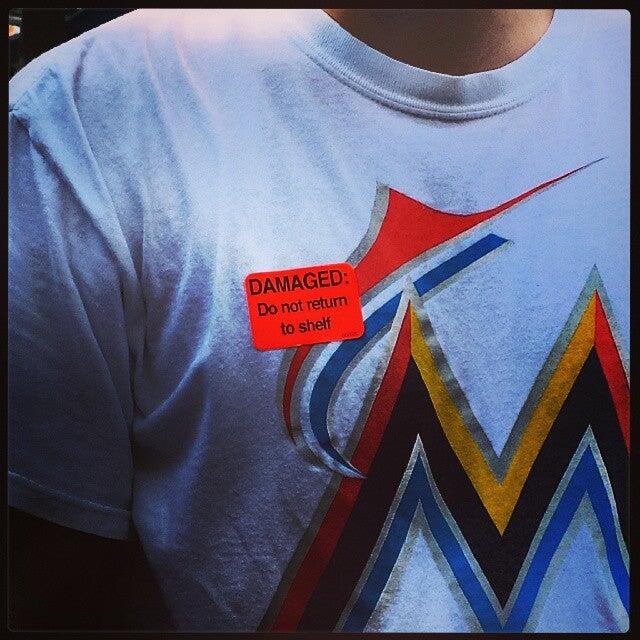 DAMAGED:
Do not return
to shelf
M